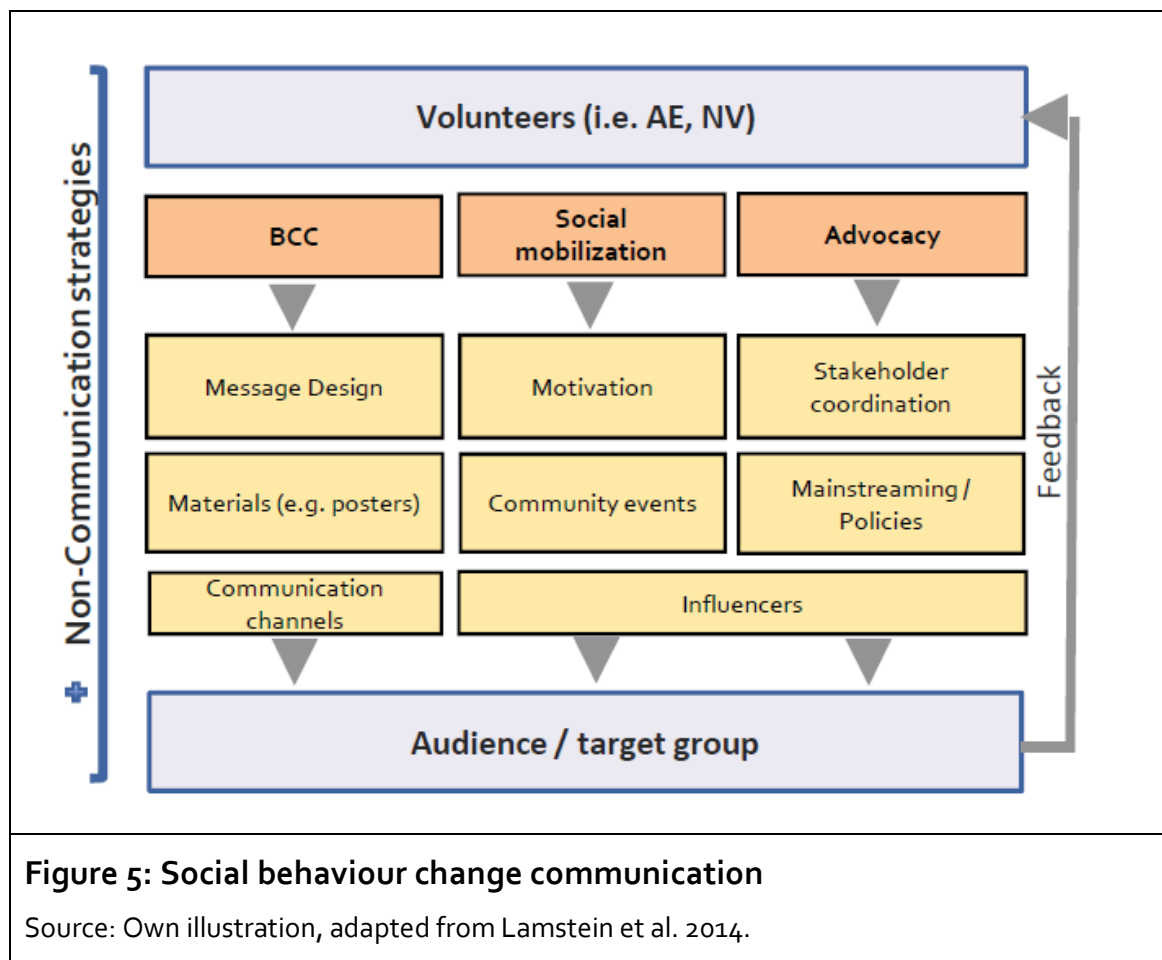 Volunteers (i.e. AE, NV)
BCC
Social
mobilization
Advocacy
Message Design
Motivation
Stakeholder
coordination
Materials (e.g. posters)
Community events
Mainstreaming /
Policies
Communication
channels
Influencers
Audience / target group
+ Non-Communication strategies
Feedback
Figure 5: Social behaviour change communication
Source: Own illustration, adapted from Lamstein et al. 2014.